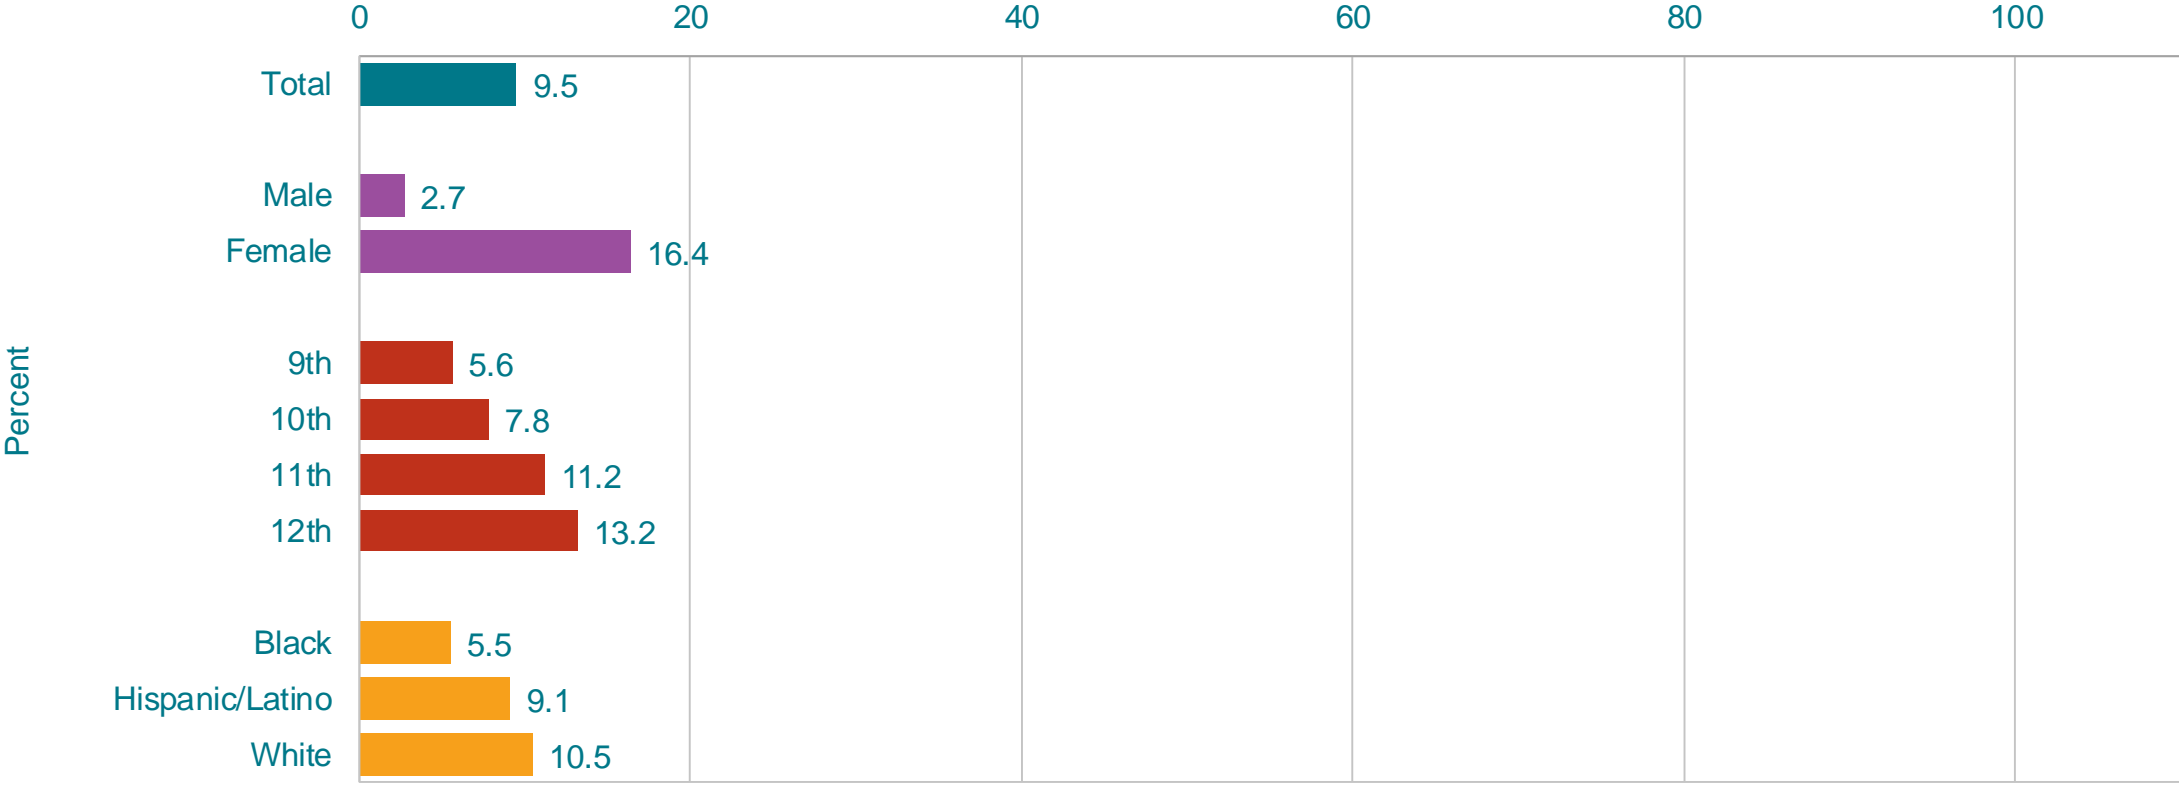 0 20 40 60 80 100
Total 9.5
Male 2.7
Female 16.4
Percent
9th 5.6
10th 7.8
11th 11.2
12th 13.2
Black 5.5
Hispanic/Latino 9.1
White 10.5